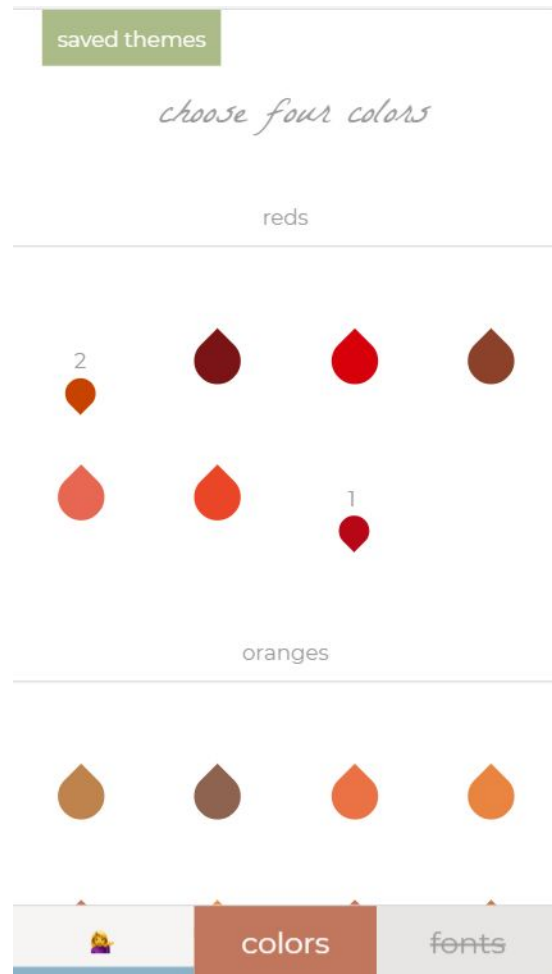 saved themes
choose four colors
reds
2
1
oranges
colors
fonts